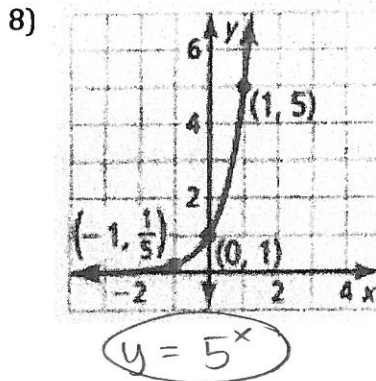 8)
y
6
(1, 5)
4
2
(-1, 1/5)
(0, 1)
-2 2 4 x
y = 5^x